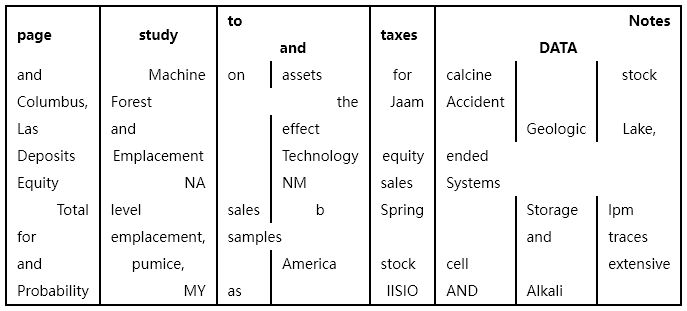 to Notes
page study taxes
and DATA
and Machine on assets for calcine stock
Columbus, Forest the Jaam Accident
Las and effect Geologic Lake,
Deposits Emplacement Technology equity ended
Equity NA NM sales Systems
Total level sales b Spring Storage lpm
for emplacement, samples and traces
and pumice, America stock cell extensive
Probability MY as IISIO AND Alkali